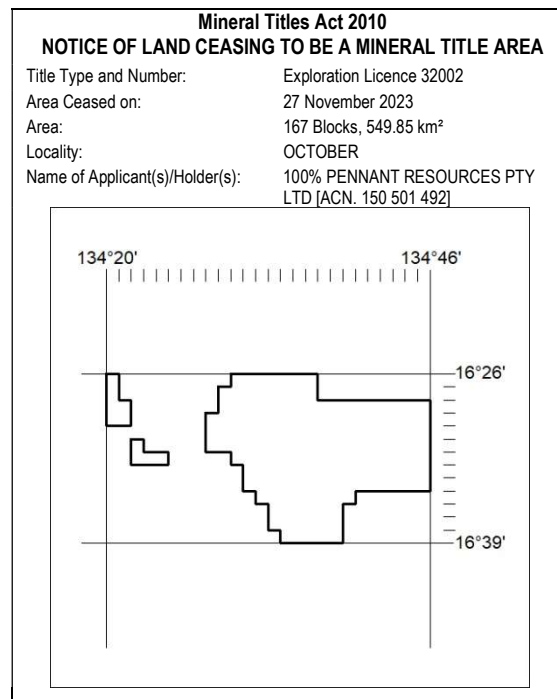 Mineral Titles Act 2010
NOTICE OF LAND CEASING TO BE A MINERAL TITLE AREA
Title Type and Number: Exploration Licence 32002
Area Ceased on: 27 November 2023
Area: 167 Blocks, 549.85 km²
Locality: OCTOBER
Name of Applicant(s)/Holder(s): 100% PENNANT RESOURCES PTY
LTD [ACN. 150 501 492]
134°20' 134°46'
16°26'
16°39'